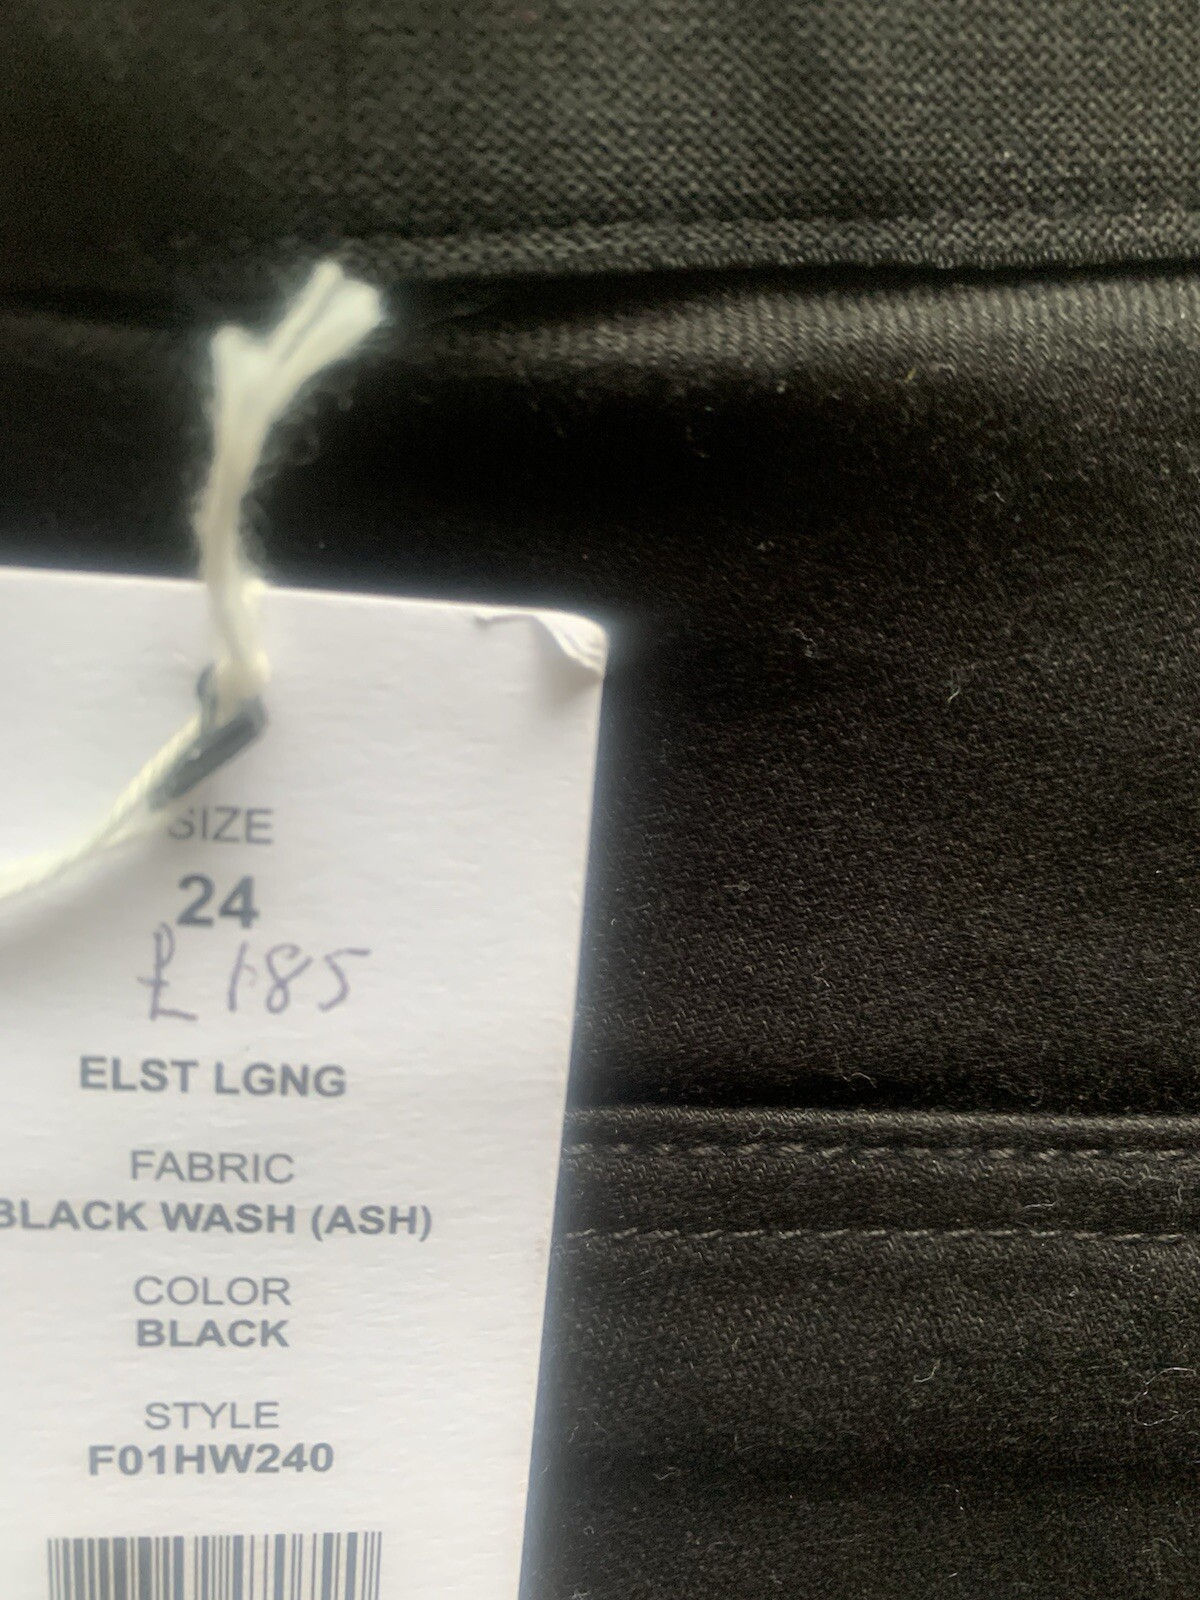 SIZE
24
£185
ELST LGNG
FABRIC
BLACK WASH (ASH)
COLOR
BLACK
STYLE
F01HW240